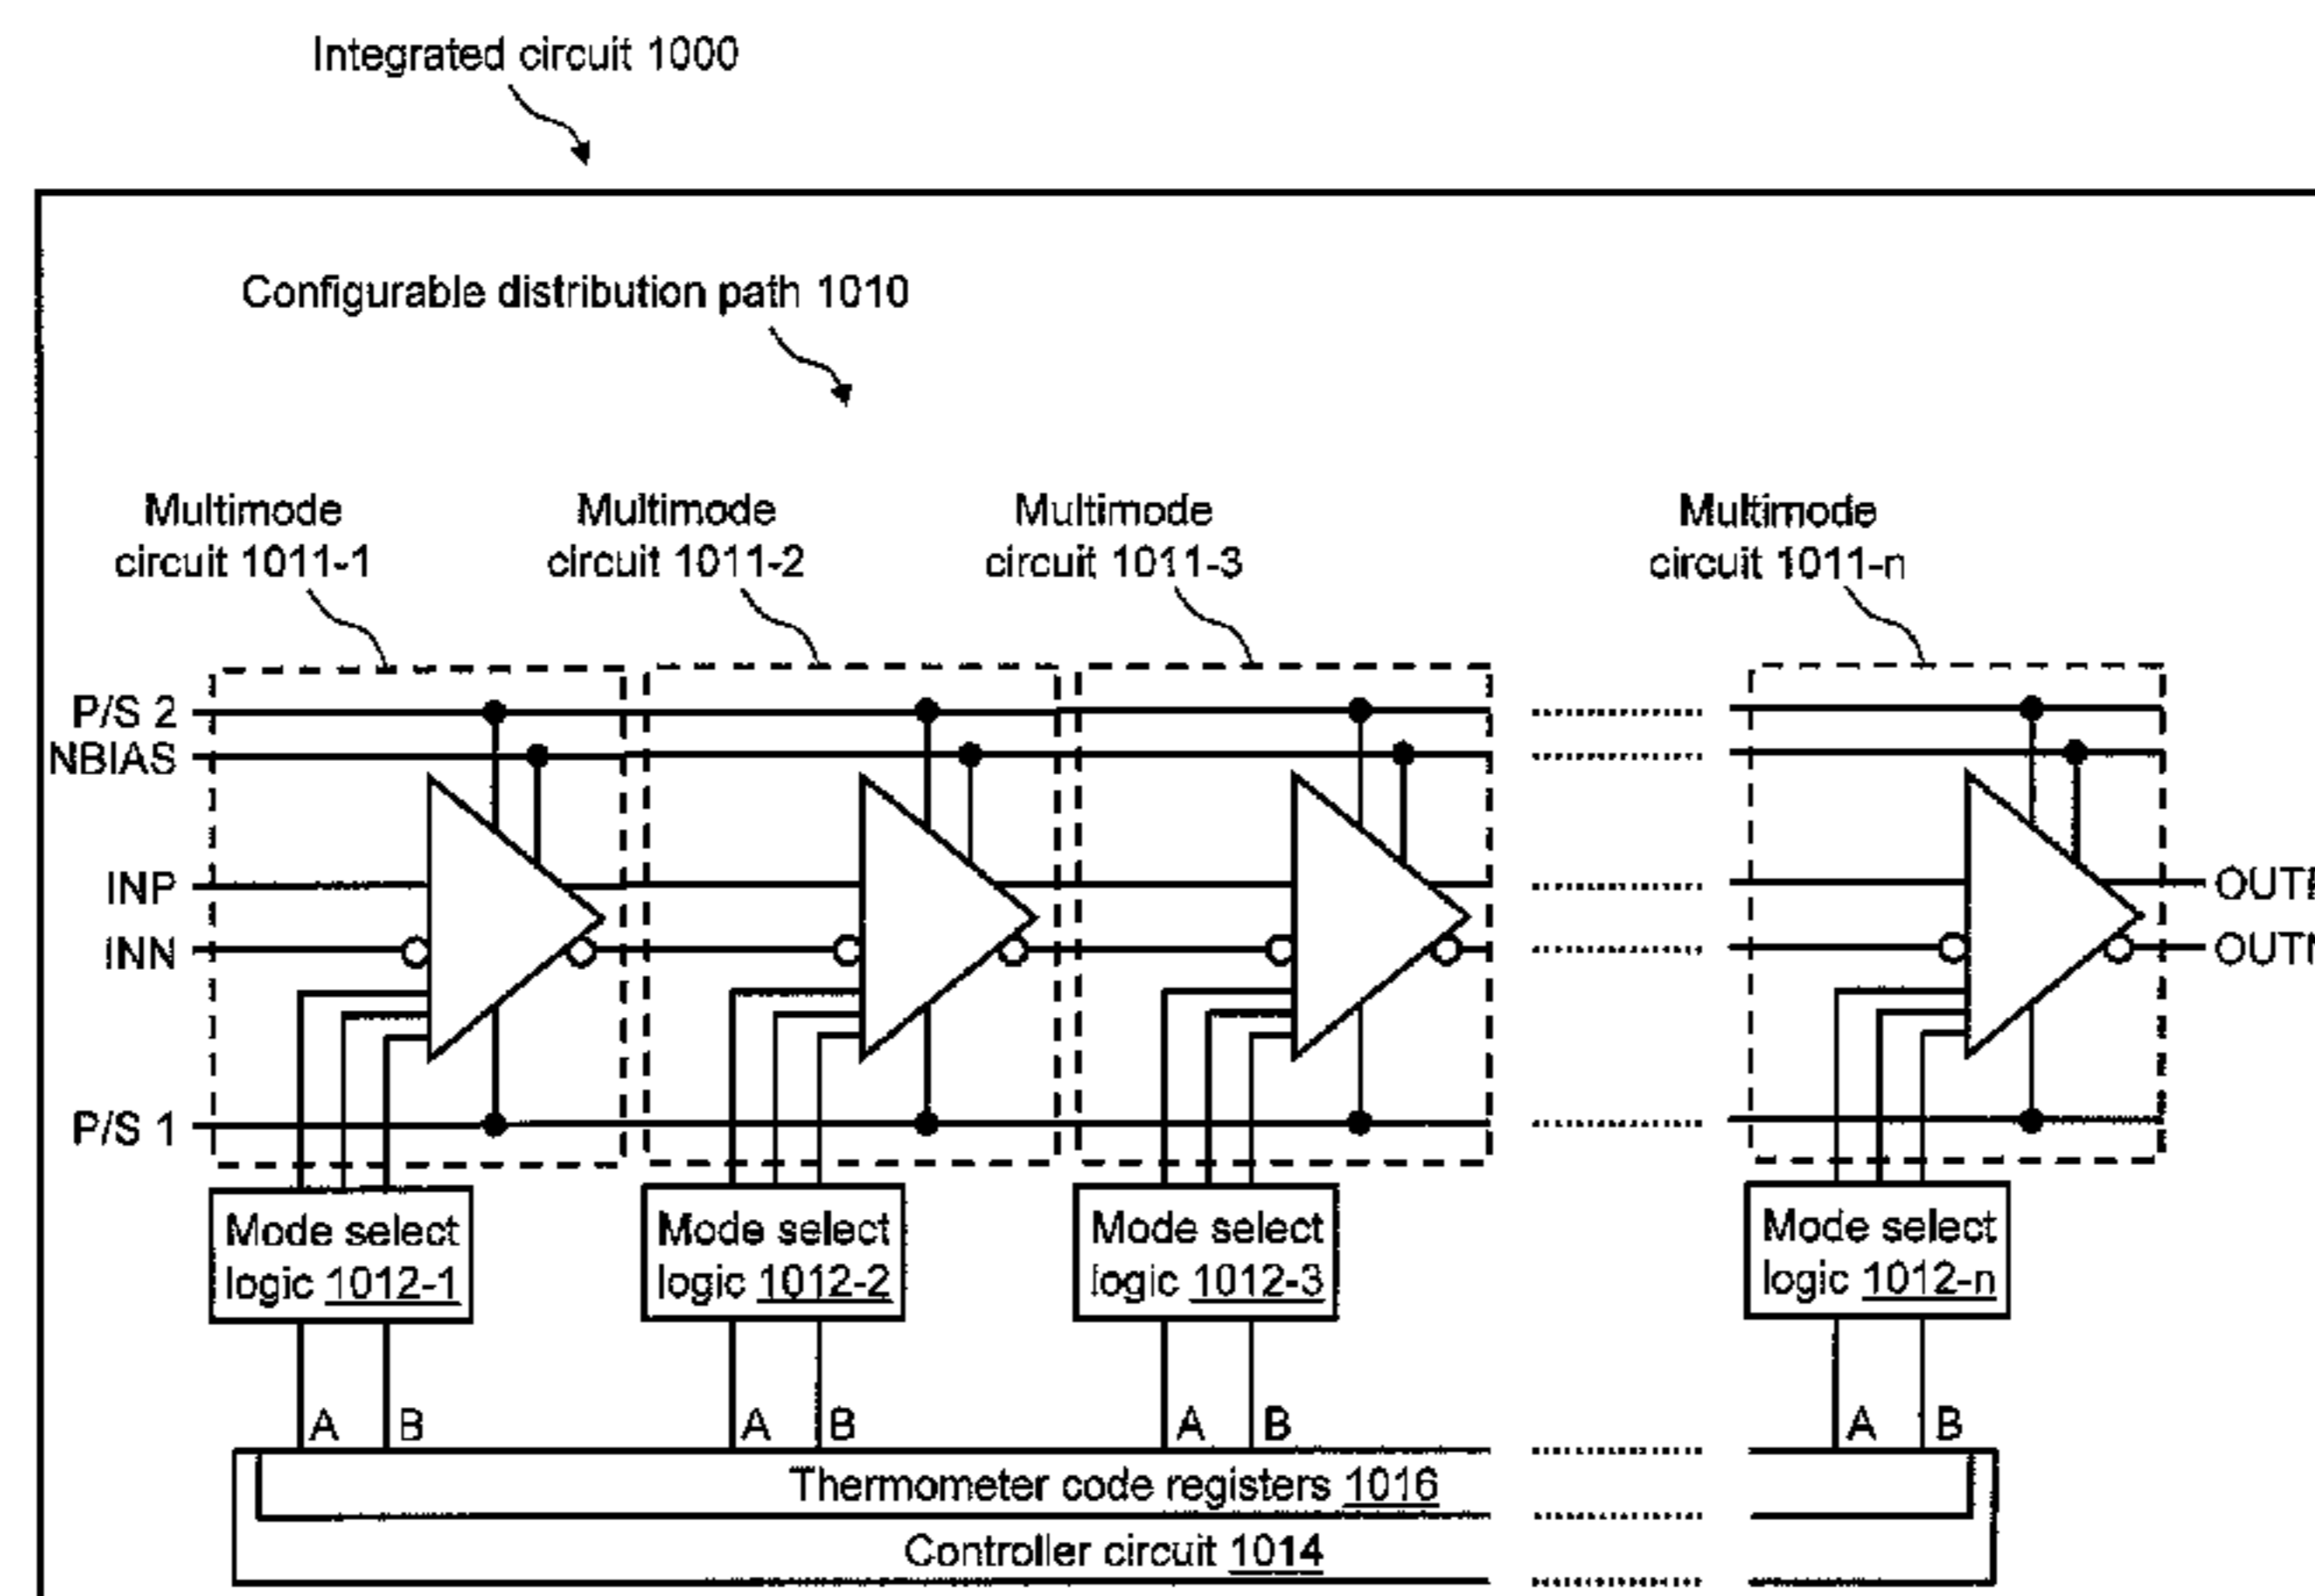 Integrated circuit 1000
Configurable distribution path 1010
Multimode circuit 1011-1
Multimode circuit 1011-2
Multimode circuit 1011-3
Multimode circuit 1011-n
P/S 2
NBIAS
INP
INN
P/S 1
OUT
OUT
Mode select logic 1012-1
Mode select logic 1012-2
Mode select logic 1012-3
Mode select logic 1012-n
A B A B A B A B
Thermometer code registers 1016
Controller circuit 1014